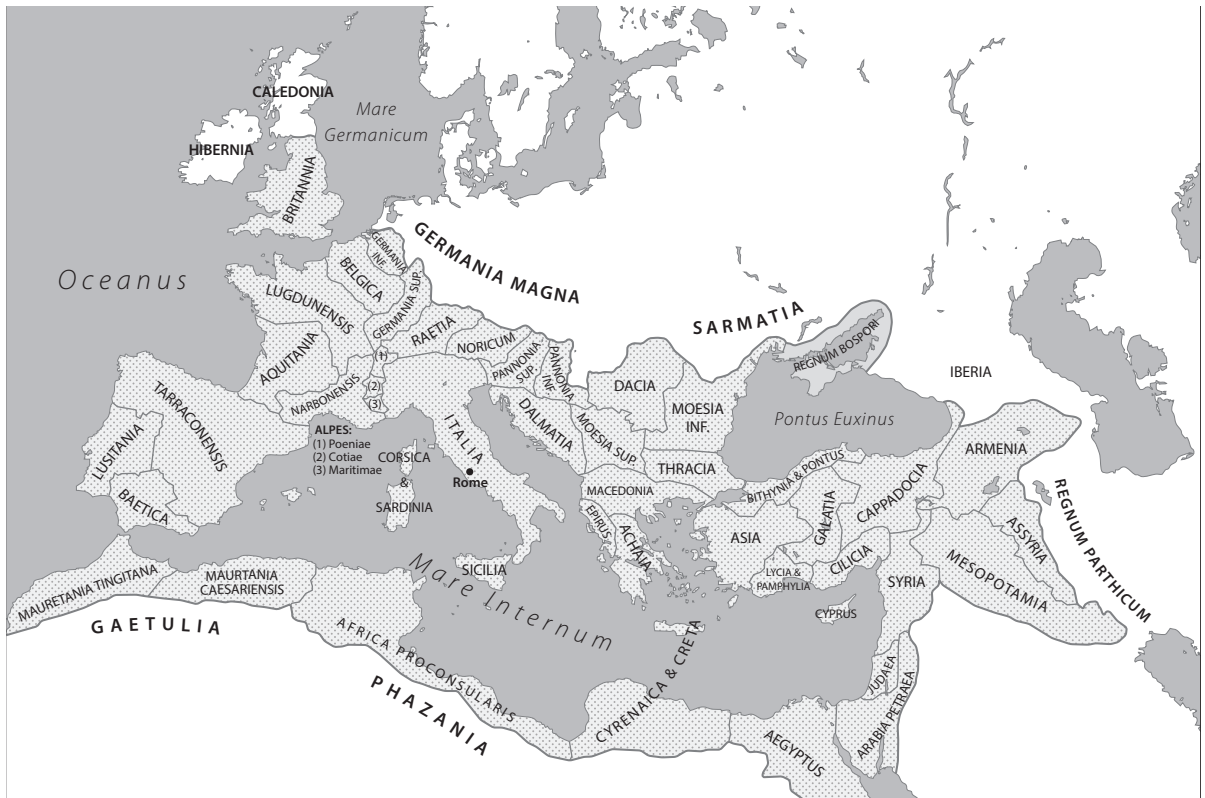 CALEDONIA
Mare
Germanicum
HIBERNIA
BRITANNIA
Oceanus
GERMANIA
INF.
GERMANIA MAGNA
BELGICA
GERMANIA SUP.
LUGDUNENSIS
SARMATIA
REGNUM BOSPORI
RAETIA
NORICUM
(1)
AQUITANIA
PANNONIA
SUP.
PANNONIA
INF.
IBERIA
(2)
NARBONENSIS
(3)
DACIA
TARRACONENSIS
MOESIA
INF.
Pontus Euxinus
ITALIA
DALMATIA
MOESIA SUP.
ALPES:
(1) Poeniae
(2) Cotiae
(3) Maritimae
LUSITANIA
CORSICA
&
SARDINIA
Rome
THRACIA
ARMENIA
BITHYNIA & PONTUS
MACEDONIA
CAPPADOCIA
BAETICA
EPIRUS
ACHAIA
ASIA
GALATIA
REGNUM PARTHICUM
ASSYRIA
MESOPOTAMIA
CILICIA
LYCIA &
PAMPHYLIA
SYRIA
SICILIA
Mare Internum
MAURETANIA TINGITANA
MAURTANIA
CAESARIENSIS
CYPRUS
GAETULIA
AFRICA PROCONSULARIS
CYRENAICA & CRETA
JUDAEA
PHAZANIA
ARABIA PETRAEA
AEGYPTUS